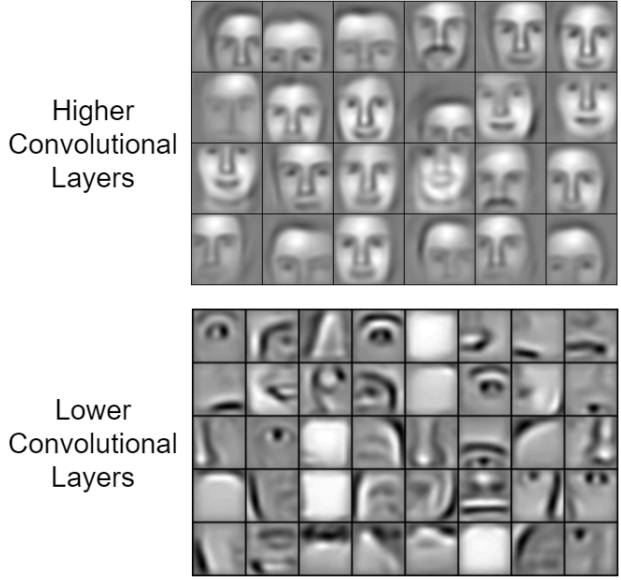 Higher
Convolutional
Layers
Lower
Convolutional
Layers